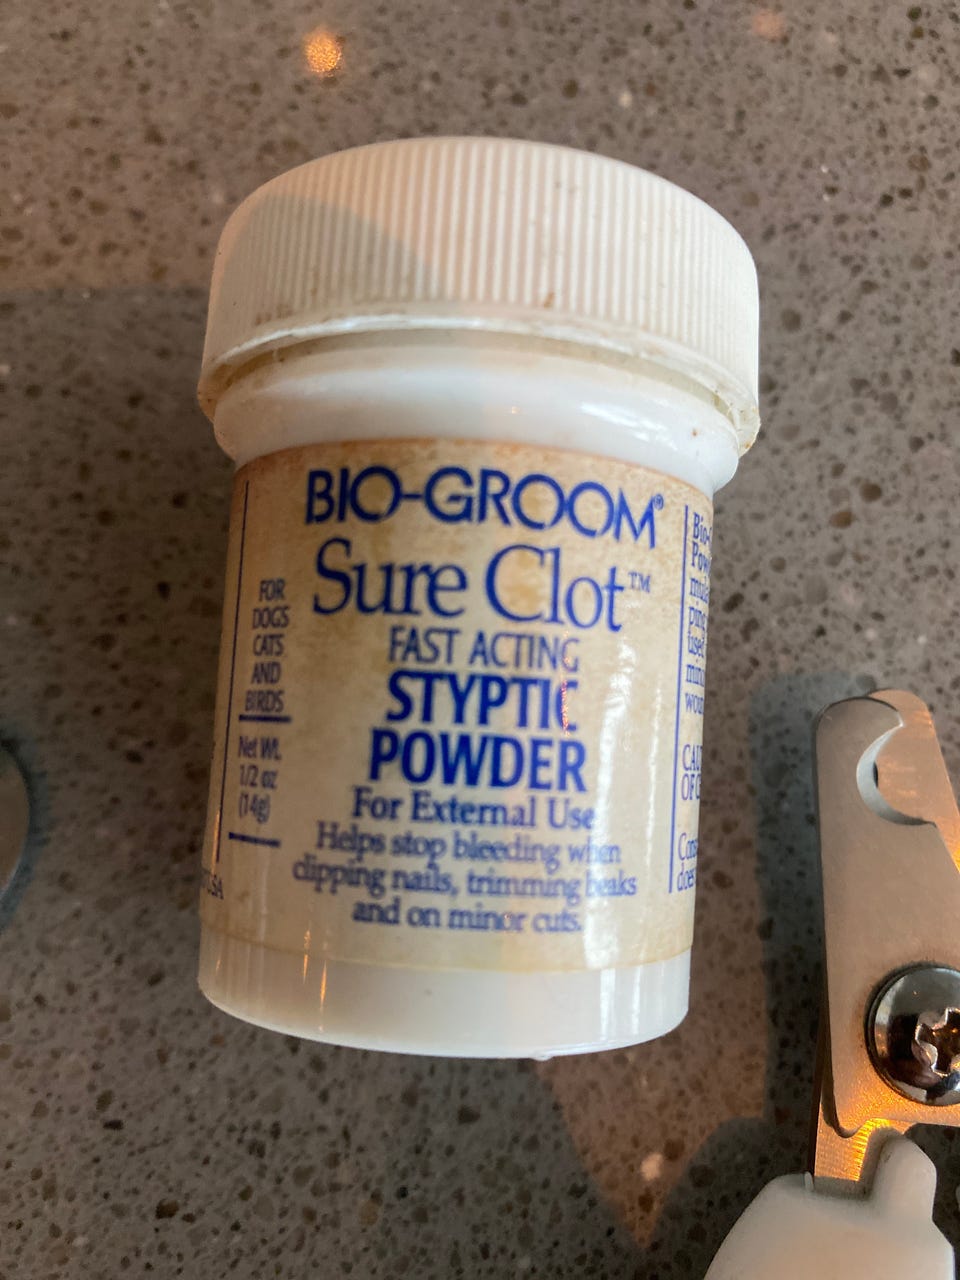 BIO-GROOM®
Sure Clot™
FAST ACTING
STYPTIC
POWDER
For External Use
Helps stop bleeding when
clipping nails, trimming beaks
and on minor cuts.
FOR
DOGS
CATS
AND
BIRDS
Net Wt.
1/2 oz
(14g)
USA